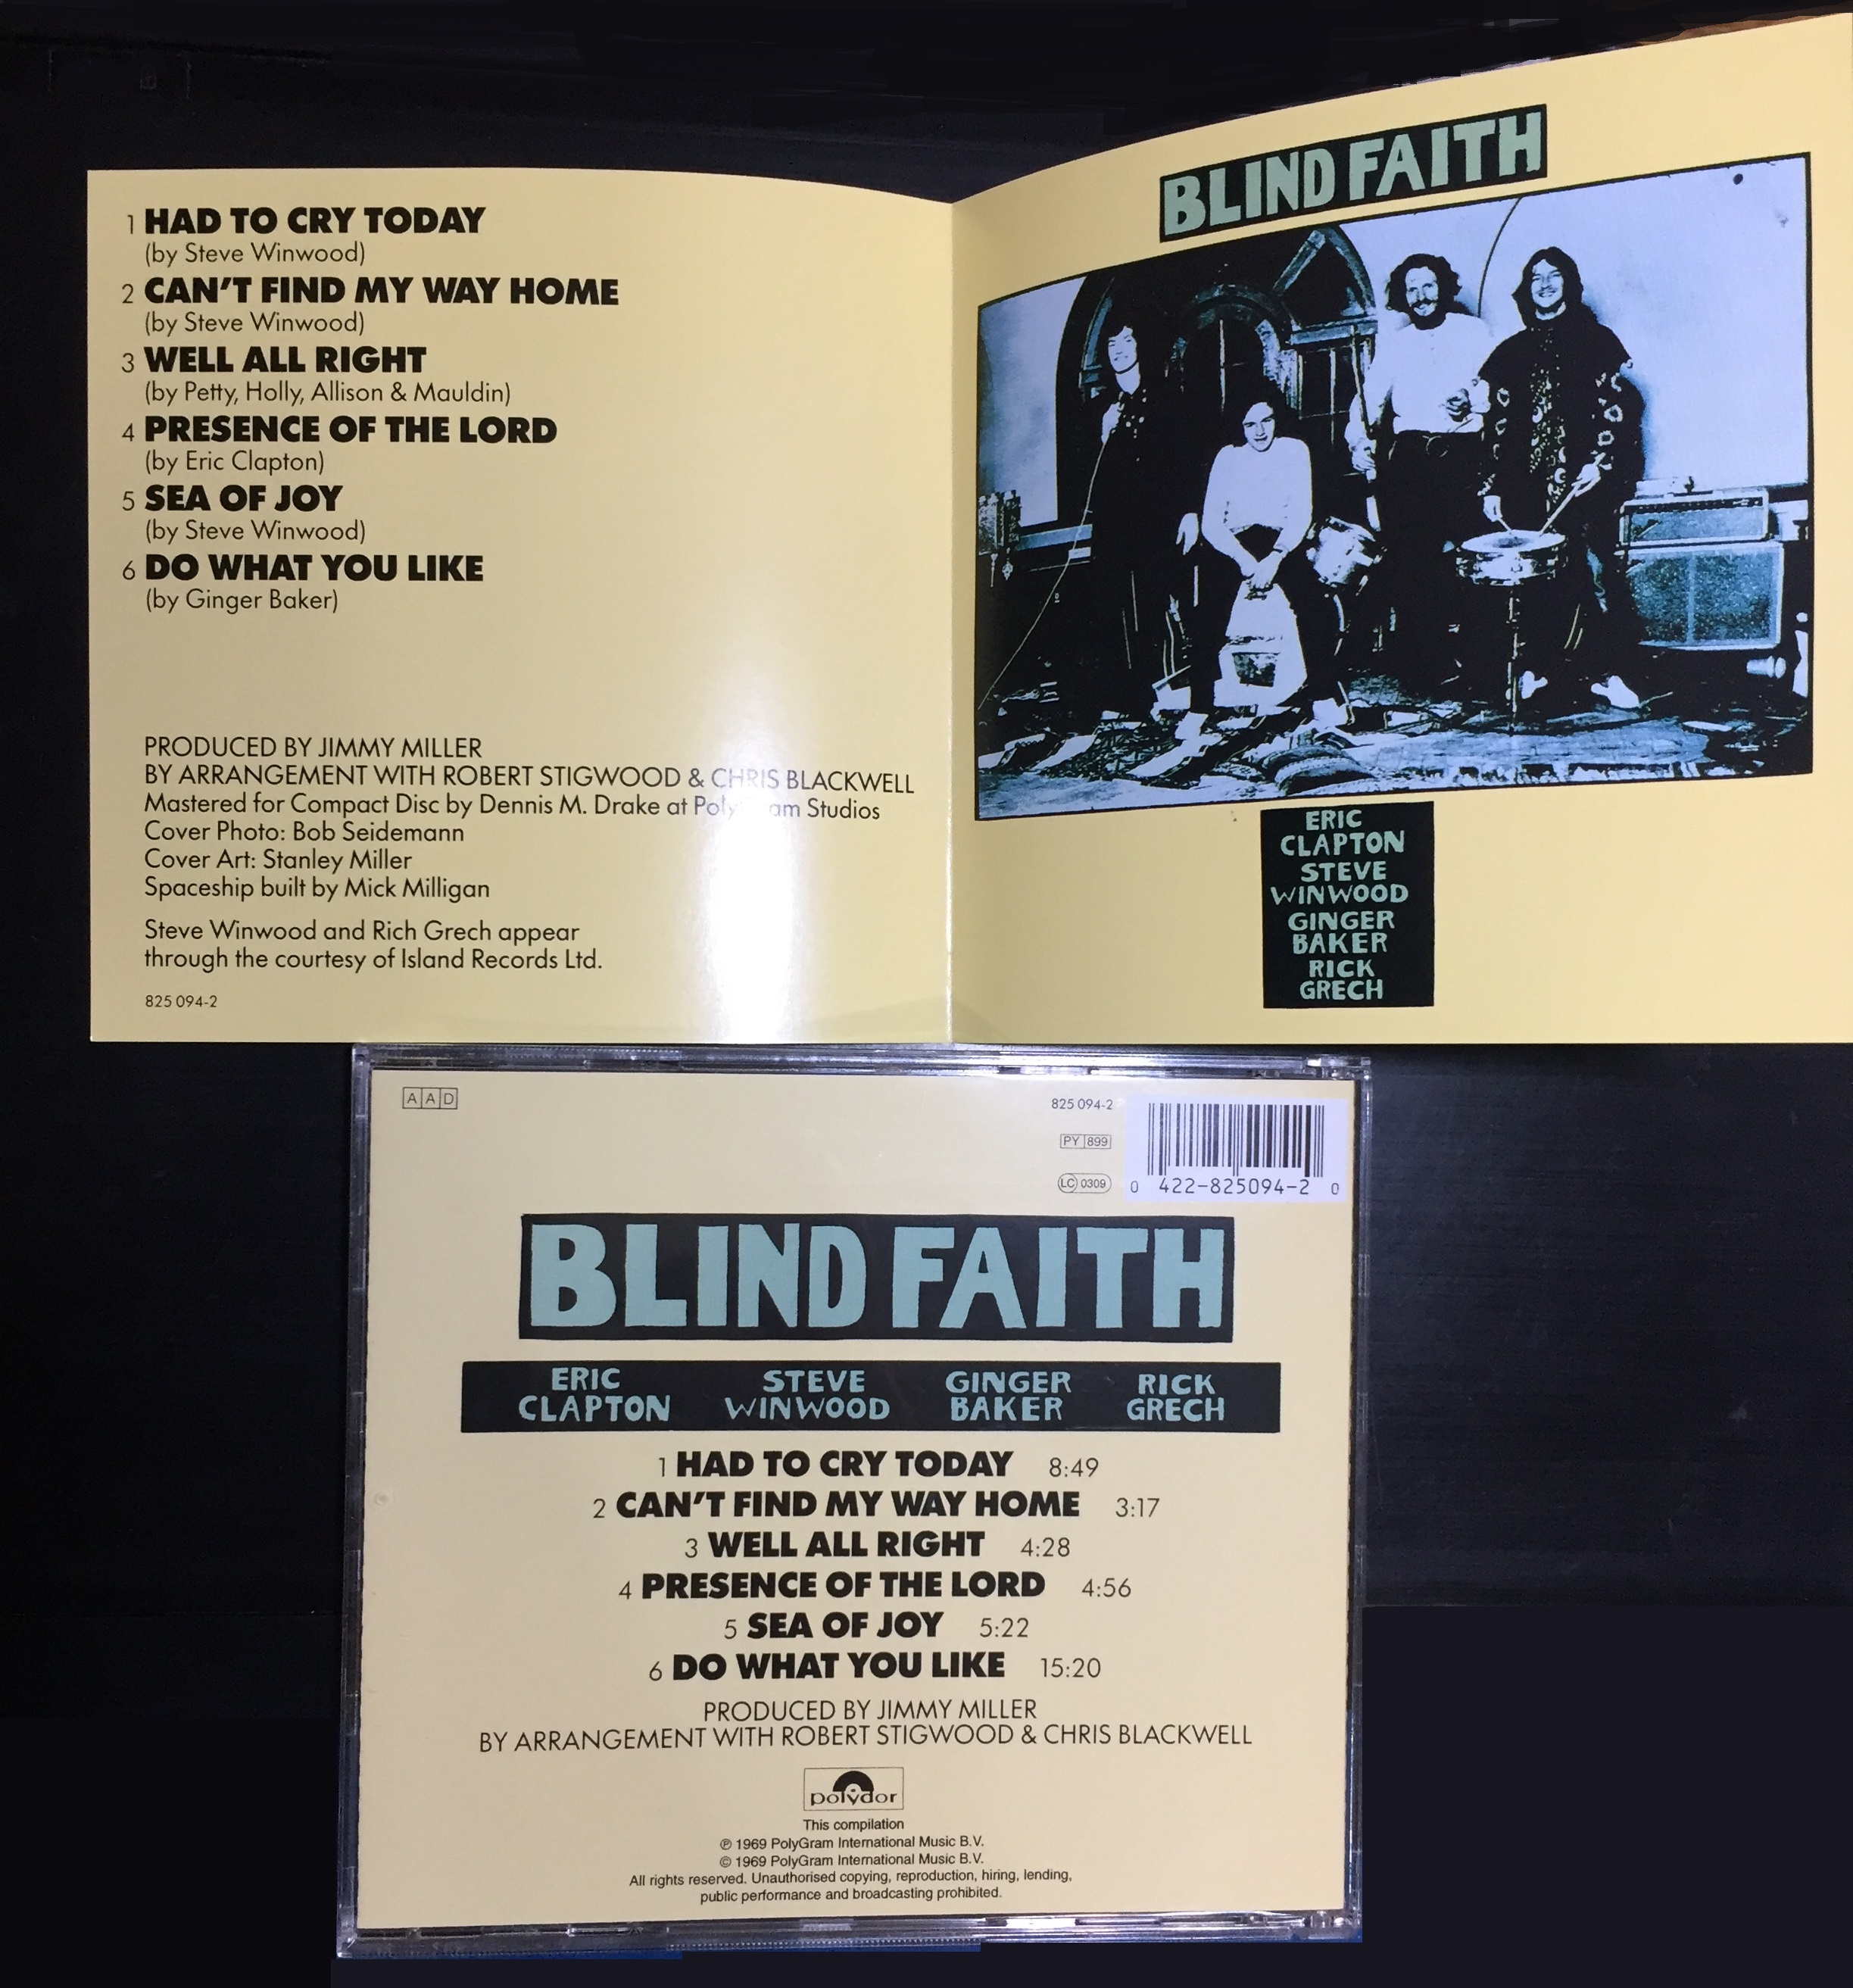 1 HAD TO CRY TODAY
(by Steve Winwood)
2 CAN'T FIND MY WAY HOME
(by Steve Winwood)
3 WELL ALL RIGHT
(by Petty, Holly, Allison & Mauldin)
4 PRESENCE OF THE LORD
(by Eric Clapton)
5 SEA OF JOY
(by Steve Winwood)
6 DO WHAT YOU LIKE
(by Ginger Baker)
PRODUCED BY JIMMY MILLER
BY ARRANGEMENT WITH ROBERT STIGWOOD & CHRIS BLACKWELL
Mastered for Compact Disc by Dennis M. Drake at PolyGram Studios
Cover Photo: Bob Seidemann
Cover Art: Stanley Miller
Spaceship built by Mick Milligan
Steve Winwood and Rich Grech appear
through the courtesy of Island Records Ltd.
825 094-2
BLIND FAITH
ERIC
CLAPTON
STEVE
WINWOOD
GINGER
BAKER
RICK
GRECH
AAD
825 094-2
PY 899
LC 0309
0 422-825094-2 0
BLIND FAITH
ERIC STEVE GINGER RICK
CLAPTON WINWOOD BAKER GRECH
1 HAD TO CRY TODAY 8:49
2 CAN'T FIND MY WAY HOME 3:17
3 WELL ALL RIGHT 4:28
4 PRESENCE OF THE LORD 4:56
5 SEA OF JOY 5:22
6 DO WHAT YOU LIKE 15:20
PRODUCED BY JIMMY MILLER
BY ARRANGEMENT WITH ROBERT STIGWOOD & CHRIS BLACKWELL
polydor
This compilation
℗ 1969 PolyGram International Music B.V.
© 1969 PolyGram International Music B.V.
All rights reserved. Unauthorised copying, reproduction, hiring, lending,
public performance and broadcasting prohibited.